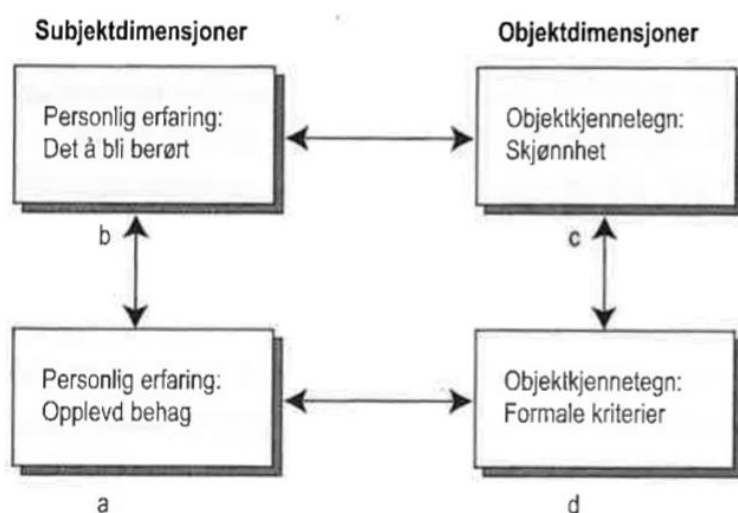 Subjektdimensjoner
Objektdimensjoner
Personlig erfaring:
Det å bli berørt
Objektkjennetegn:
Skjønnhet
b
c
Personlig erfaring:
Opplevd behag
Objektkjennetegn:
Formale kriterier
a
d